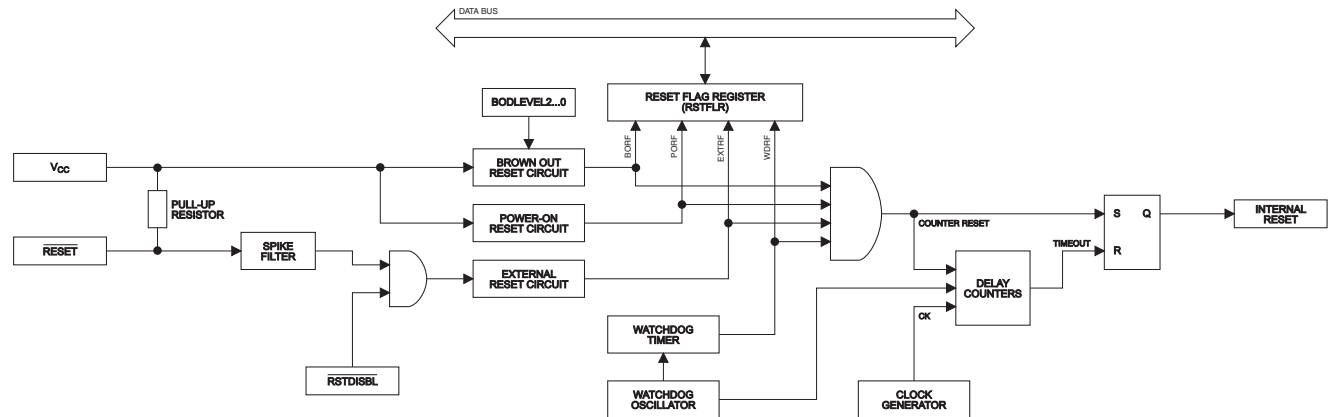 DATA BUS
RESET FLAG REGISTER
(RSTFLR)
BODLEVEL2...0
BORF
PORF
EXTRF
WDRF
VCC
BROWN OUT
RESET CIRCUIT
PULL-UP
RESISTOR
POWER-ON
RESET CIRCUIT
S
Q
INTERNAL
RESET
COUNTER RESET
RESET
SPIKE
FILTER
TIMEOUT
R
EXTERNAL
RESET CIRCUIT
DELAY
COUNTERS
CK
WATCHDOG
TIMER
RSTDISBL
WATCHDOG
OSCILLATOR
CLOCK
GENERATOR